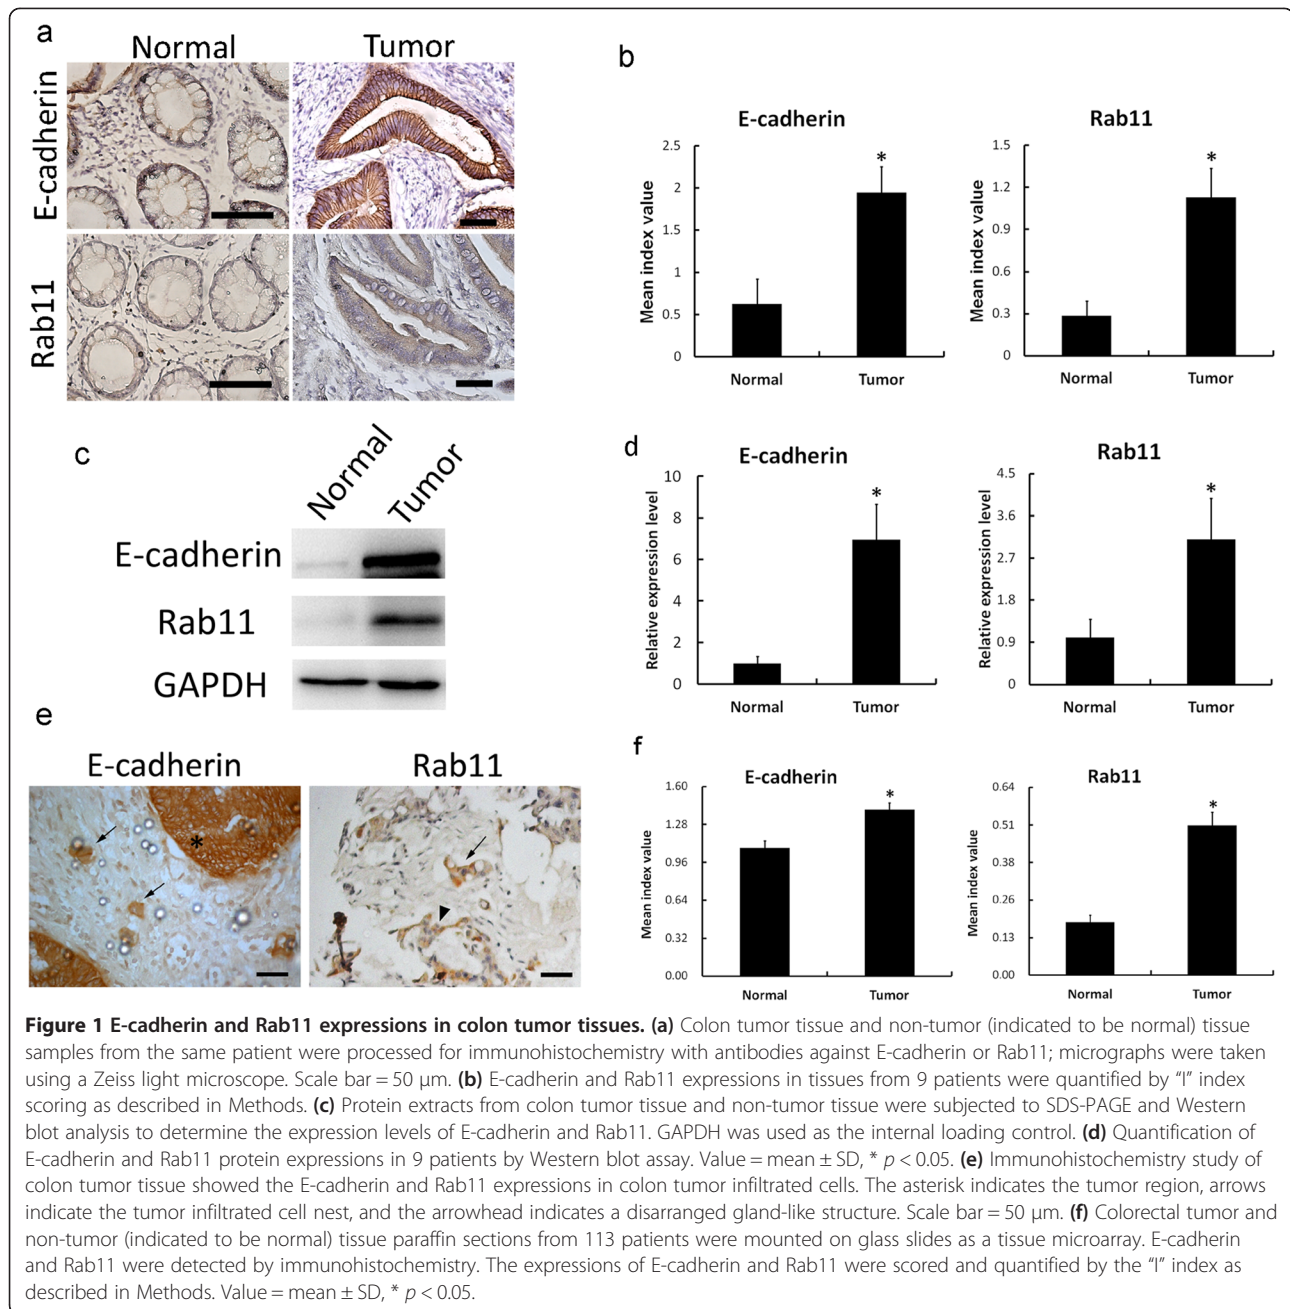 a
Normal
Tumor
E-cadherin
Rab11
b
E-cadherin
Mean index value
2.5
2
1.5
1
0.5
0
*
Normal
Tumor
Rab11
Mean index value
1.5
1.2
0.9
0.6
0.3
0
*
Normal
Tumor
c
Normal
Tumor
E-cadherin
Rab11
GAPDH
d
E-cadherin
Relative expression level
10
8
6
4
2
0
*
Normal
Tumor
Rab11
Relative expression level
4.5
3.6
2.7
1.8
0.9
0
*
Normal
Tumor
e
E-cadherin
*
Rab11
f
E-cadherin
Mean index value
1.60
1.28
0.96
0.64
0.32
0.00
*
Normal
Tumor
Rab11
Mean index value
0.64
0.51
0.38
0.26
0.13
0.00
*
Normal
Tumor
Figure 1 E-cadherin and Rab11 expressions in colon tumor tissues. (a) Colon tumor tissue and non-tumor (indicated to be normal) tissue
samples from the same patient were processed for immunohistochemistry with antibodies against E-cadherin or Rab11; micrographs were taken
using a Zeiss light microscope. Scale bar = 50 μm. (b) E-cadherin and Rab11 expressions in tissues from 9 patients were quantified by “I” index
scoring as described in Methods. (c) Protein extracts from colon tumor tissue and non-tumor tissue were subjected to SDS-PAGE and Western
blot analysis to determine the expression levels of E-cadherin and Rab11. GAPDH was used as the internal loading control. (d) Quantification of
E-cadherin and Rab11 protein expressions in 9 patients by Western blot assay. Value = mean ± SD, * p < 0.05. (e) Immunohistochemistry study of
colon tumor tissue showed the E-cadherin and Rab11 expressions in colon tumor infiltrated cells. The asterisk indicates the tumor region, arrows
indicate the tumor infiltrated cell nest, and the arrowhead indicates a disarranged gland-like structure. Scale bar = 50 μm. (f) Colorectal tumor and
non-tumor (indicated to be normal) tissue paraffin sections from 113 patients were mounted on glass slides as a tissue microarray. E-cadherin
and Rab11 were detected by immunohistochemistry. The expressions of E-cadherin and Rab11 were scored and quantified by the “I” index as
described in Methods. Value = mean ± SD, * p < 0.05.